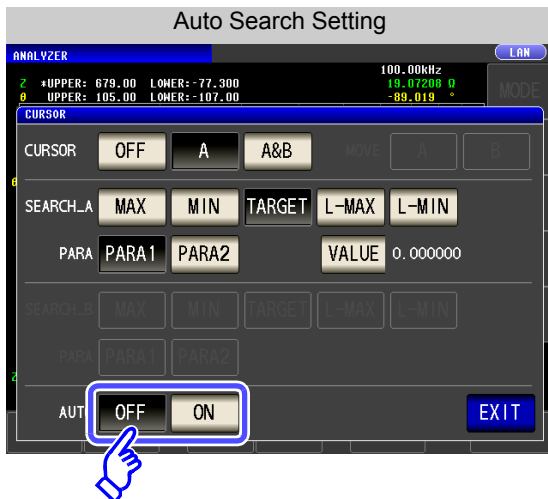 Auto Search Setting
ANALYZER LAN
100.00kHz
Z *UPPER: 679.00 LOWER:-77.300 19.07208 Ω
θ UPPER: 105.00 LOWER:-107.00 -89.019 °
MODE
CURSOR
CURSOR OFF A A&B MOVE A B
θ
SEARCH_A MAX MIN TARGET L-MAX L-MIN
PARA PARA1 PARA2 VALUE 0.000000
SEARCH_B MAX MIN TARGET L-MAX L-MIN
PARA PARA1 PARA2
Z
AUT OFF ON EXIT